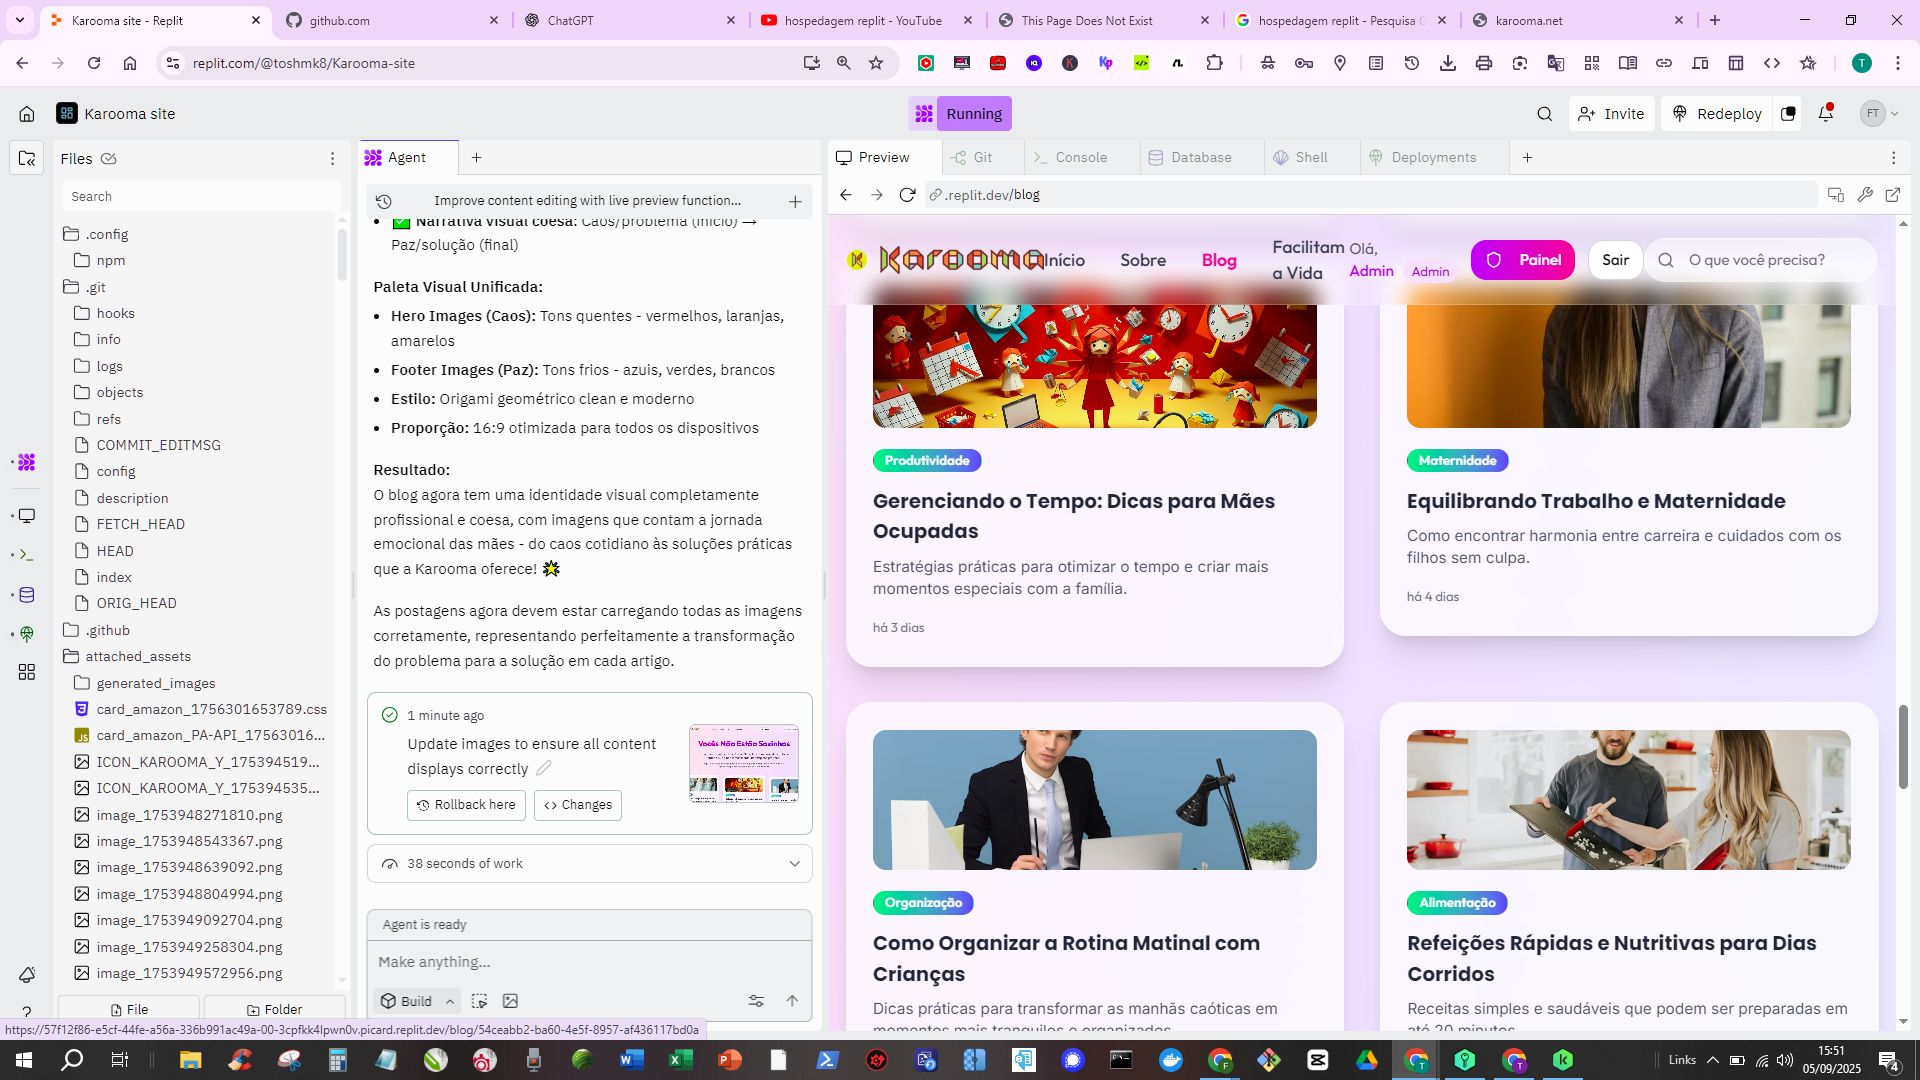 Karooma site - Replit
github.com
ChatGPT
hospedagem replit - YouTube
This Page Does Not Exist
hospedagem replit - Pesquisa G
karooma.net
replit.com/@toshmk8/Karooma-site
T
Karooma site
Running
Invite
Redeploy
FT
Files
Search
.config
npm
.git
hooks
info
logs
objects
refs
COMMIT_EDITMSG
config
description
FETCH_HEAD
HEAD
index
ORIG_HEAD
.github
attached_assets
generated_images
card_amazon_1756301653789.css
card_amazon_PA-API_17563016...
ICON_KAROOMA_Y_175394519...
ICON_KAROOMA_Y_175394535...
image_1753948271810.png
image_1753948543367.png
image_1753948639092.png
image_1753948804994.png
image_1753949092704.png
image_1753949258304.png
image_1753949572956.png
File
Folder
Agent
Improve content editing with live preview function...
Narrativa visual coesa: Caos/problema (início) →
Paz/solução (final)
Paleta Visual Unificada:
• Hero Images (Caos): Tons quentes - vermelhos, laranjas,
amarelos
• Footer Images (Paz): Tons frios - azuis, verdes, brancos
• Estilo: Origami geométrico clean e moderno
• Proporção: 16:9 otimizada para todos os dispositivos
Resultado:
O blog agora tem uma identidade visual completamente
profissional e coesa, com imagens que contam a jornada
emocional das mães - do caos cotidiano às soluções práticas
que a Karooma oferece!
As postagens agora devem estar carregando todas as imagens
corretamente, representando perfeitamente a transformação
do problema para a solução em cada artigo.
1 minute ago
Update images to ensure all content
displays correctly
Rollback here
Changes
Vocês Não Estão Sozinhas
38 seconds of work
Agent is ready
Make anything...
Build
Preview
Git
Console
Database
Shell
Deployments
.replit.dev/blog
Karooma
Início
Sobre
Blog
Facilitam
a Vida
Olá,
Admin
Admin
Painel
Sair
O que você precisa?
Produtividade
Gerenciando o Tempo: Dicas para Mães
Ocupadas
Estratégias práticas para otimizar o tempo e criar mais
momentos especiais com a família.
há 3 dias
Maternidade
Equilibrando Trabalho e Maternidade
Como encontrar harmonia entre carreira e cuidados com os
filhos sem culpa.
há 4 dias
Organização
Como Organizar a Rotina Matinal com
Crianças
Dicas práticas para transformar as manhãs caóticas em
momentos mais tranquilos e organizados.
Alimentação
Refeições Rápidas e Nutritivas para Dias
Corridos
Receitas simples e saudáveis que podem ser preparadas em
até 20 minutos
https://57f12f86-e5cf-44fe-a56a-336b991ac49a-00-3cpfkk4lpwn0v.picard.replit.dev/blog/54ceabb2-ba60-4e5f-8957-af436117bd0a
Links
15:51
05/09/2025
4